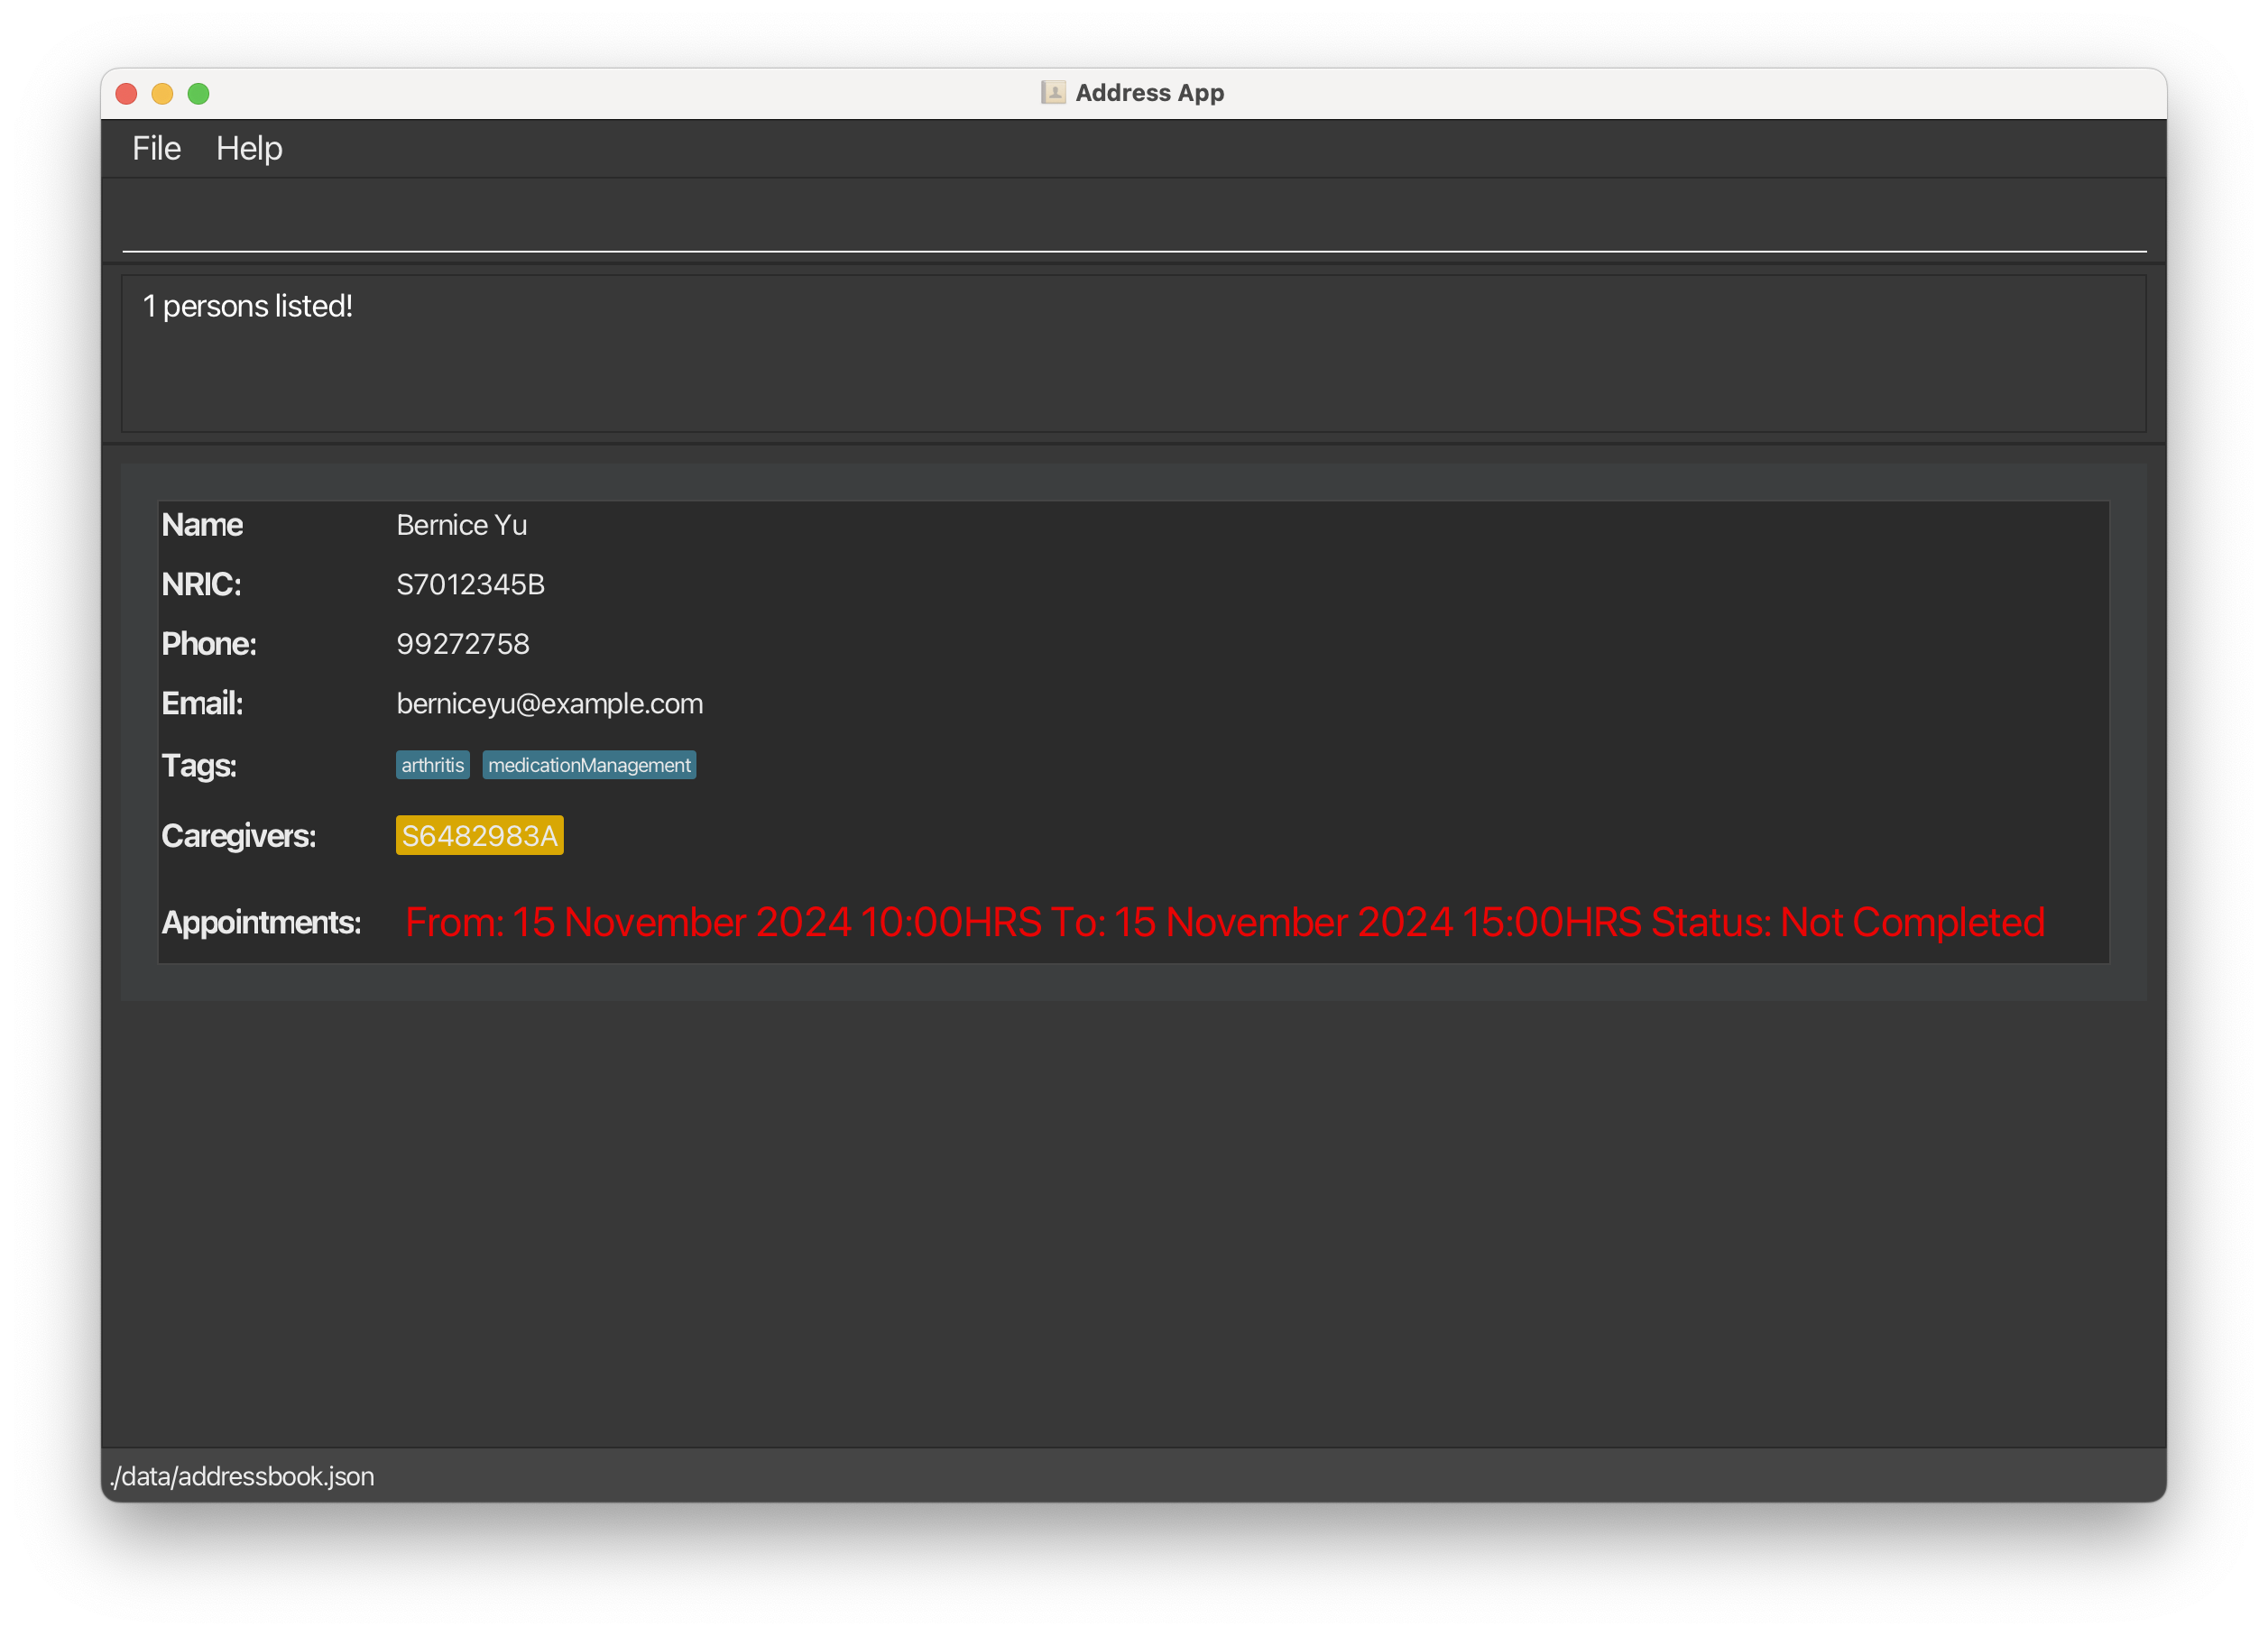 Address App
File Help
1 persons listed!
Name Bernice Yu
NRIC: S7012345B
Phone: 99272758
Email: berniceyu@example.com
Tags: arthritis medicationManagement
Caregivers: S6482983A
Appointments: From: 15 November 2024 10:00HRS To: 15 November 2024 15:00HRS Status: Not Completed
./data/addressbook.json